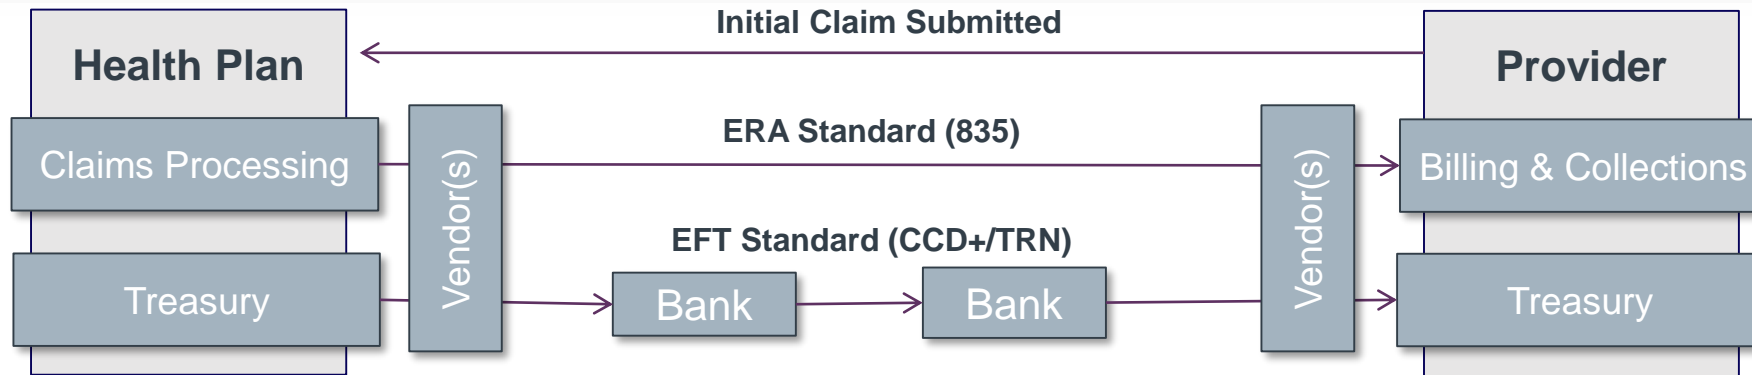 Initial Claim Submitted
Health Plan
Provider
ERA Standard (835)
Claims Processing
Vendor(s)
Vendor(s)
Billing & Collections
EFT Standard (CCD+/TRN)
Treasury
Bank
Bank
Treasury